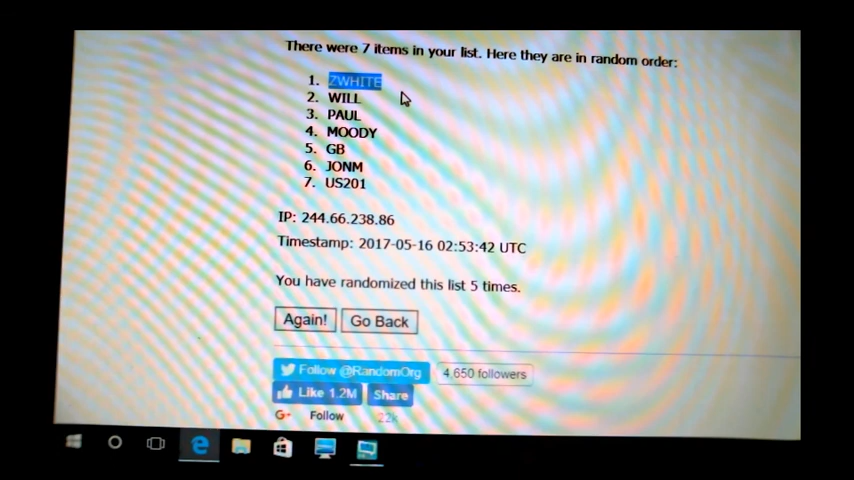 There were 7 items in your list. Here they are in random order:
1. ZWHITE
2. WILL
3. PAUL
4. MOODY
5. GB
6. JONM
7. US201
IP: 244.66.238.86
Timestamp: 2017-05-16 02:53:42 UTC
You have randomized this list 5 times.
Again! Go Back
Follow @RandomOrg 4,650 followers
Like 1.2M Share
G+ Follow 22k